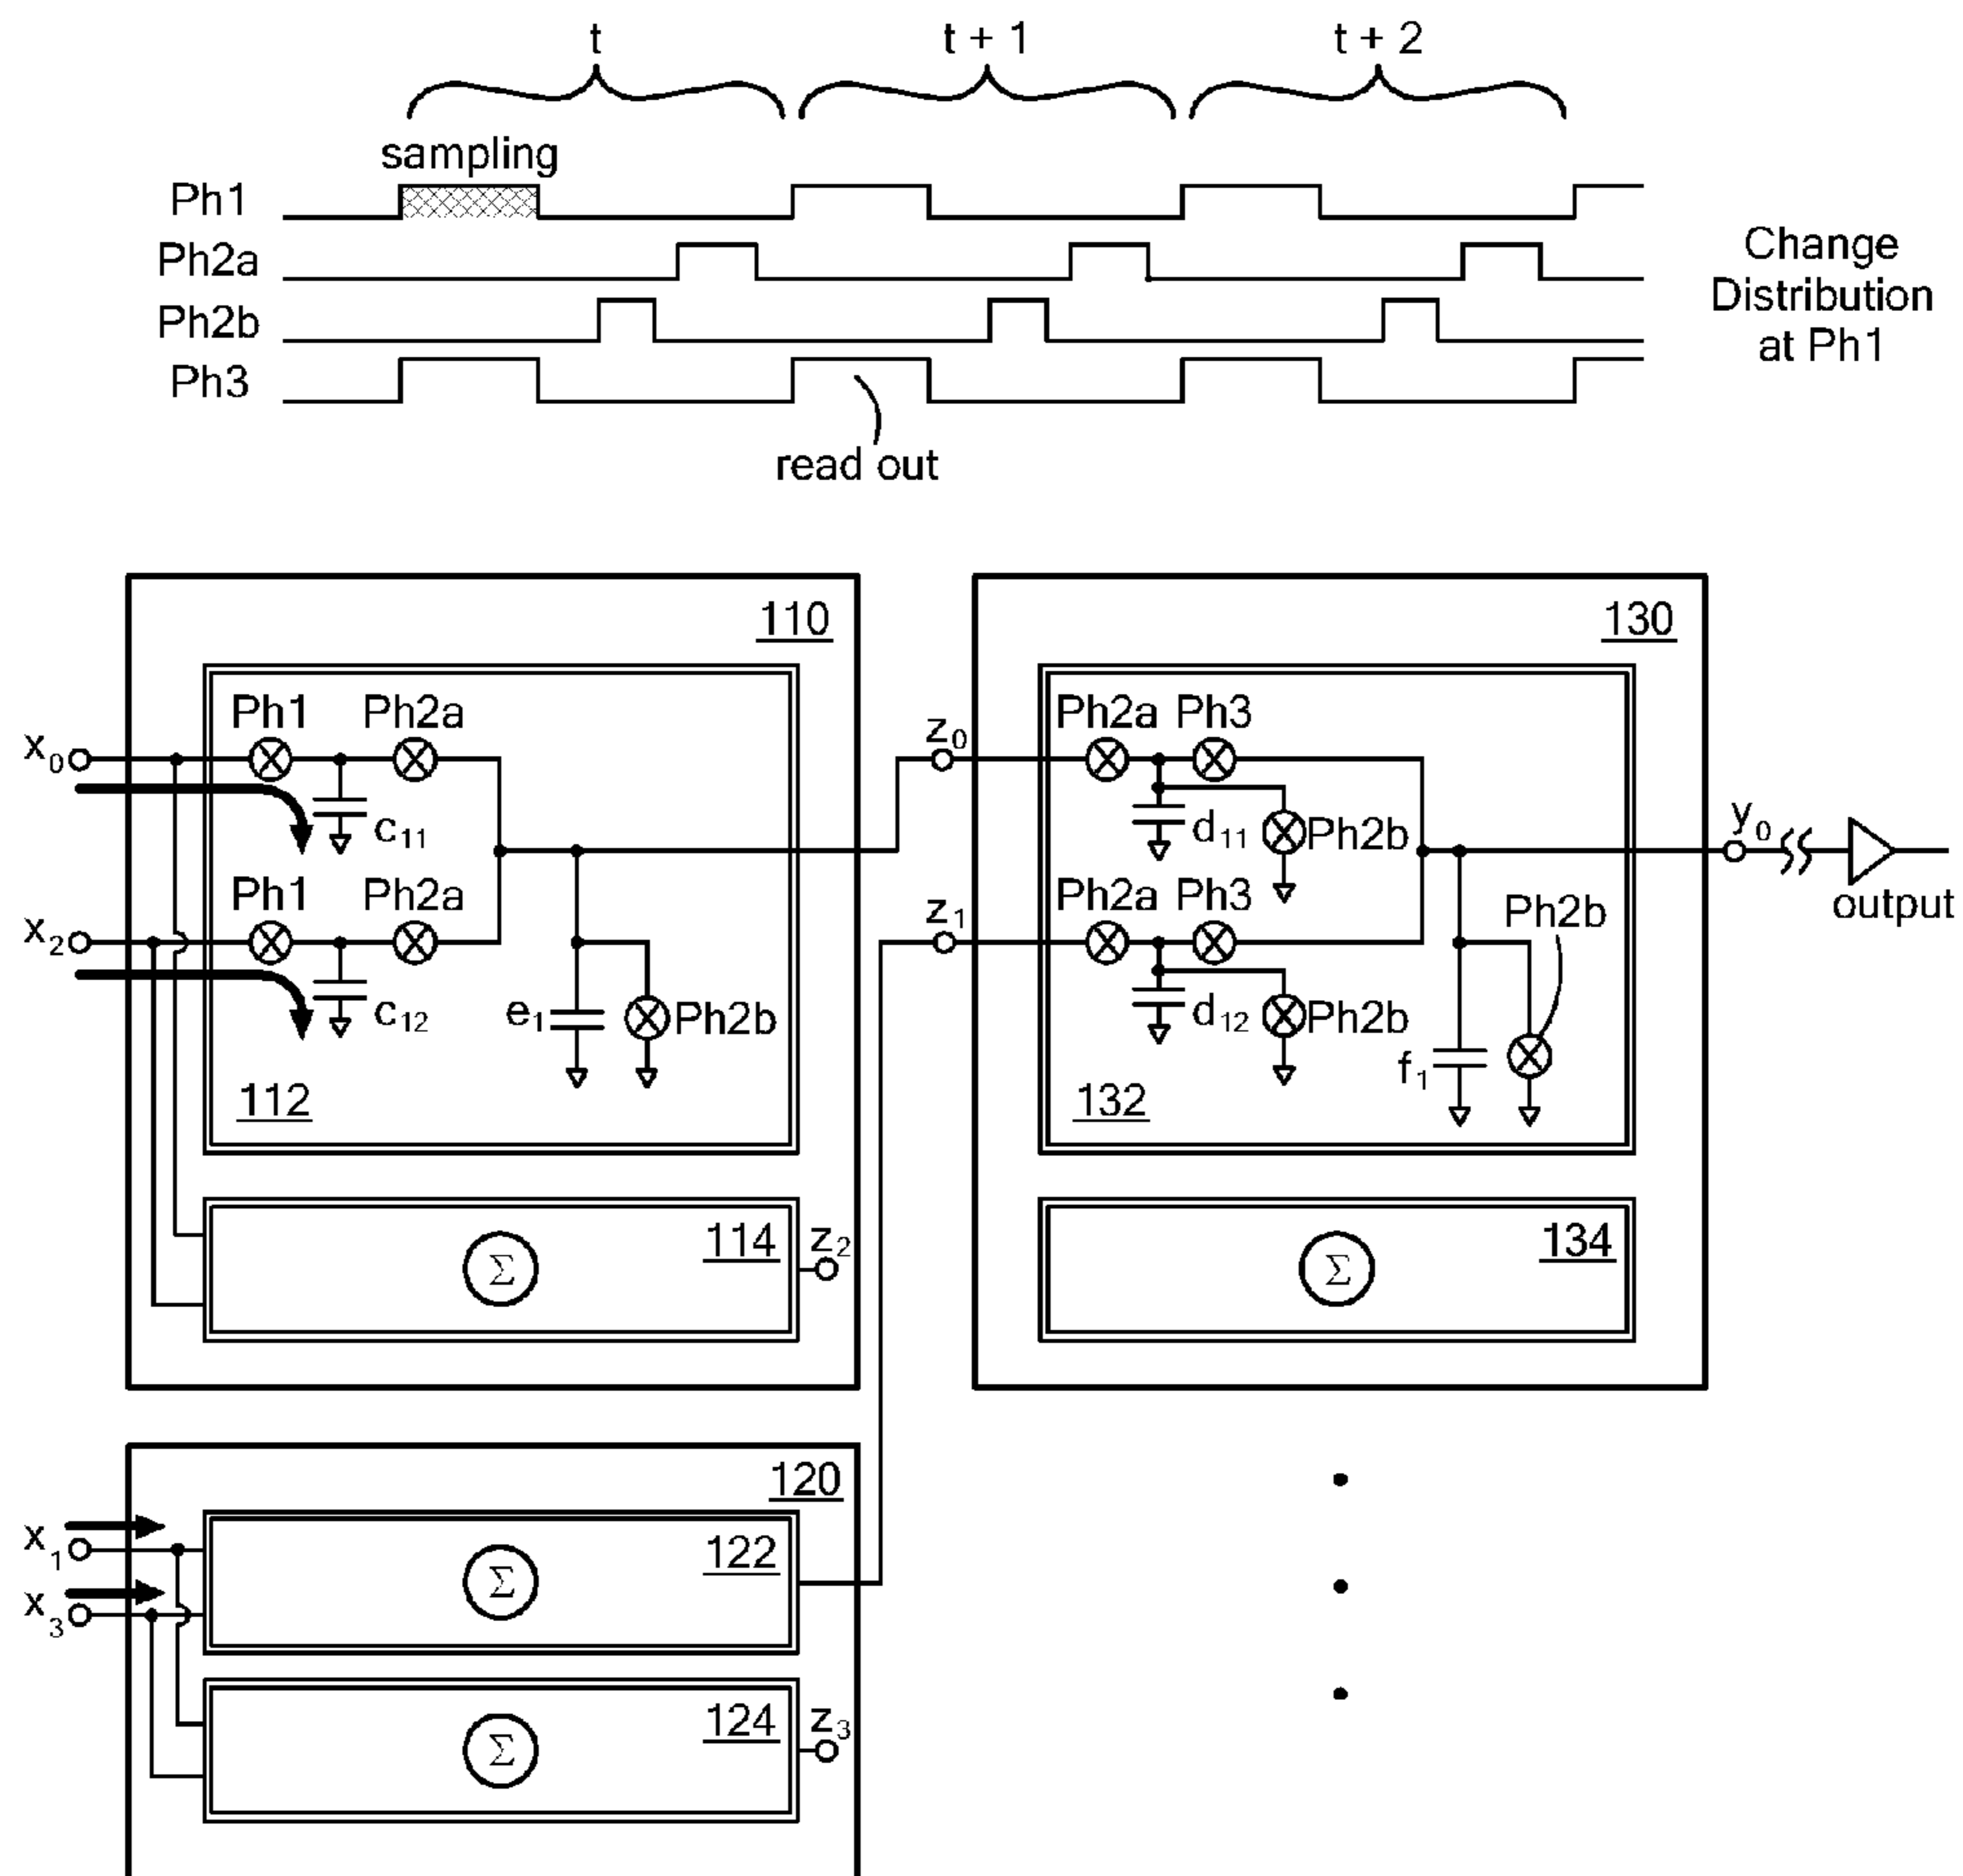 t
t + 1
t + 2
sampling
Ph1
Ph2a
Ph2b
Ph3
read out
Change
Distribution
at Ph1
110
x0
Ph1
Ph2a
c11
x2
Ph1
Ph2a
c12
e1
Ph2b
112
114
Σ
z2
120
x1
x3
122
Σ
124
Σ
z3
130
z0
Ph2a
Ph3
d11
Ph2b
z1
Ph2a
Ph3
d12
Ph2b
Ph2b
f1
132
134
Σ
y0
output